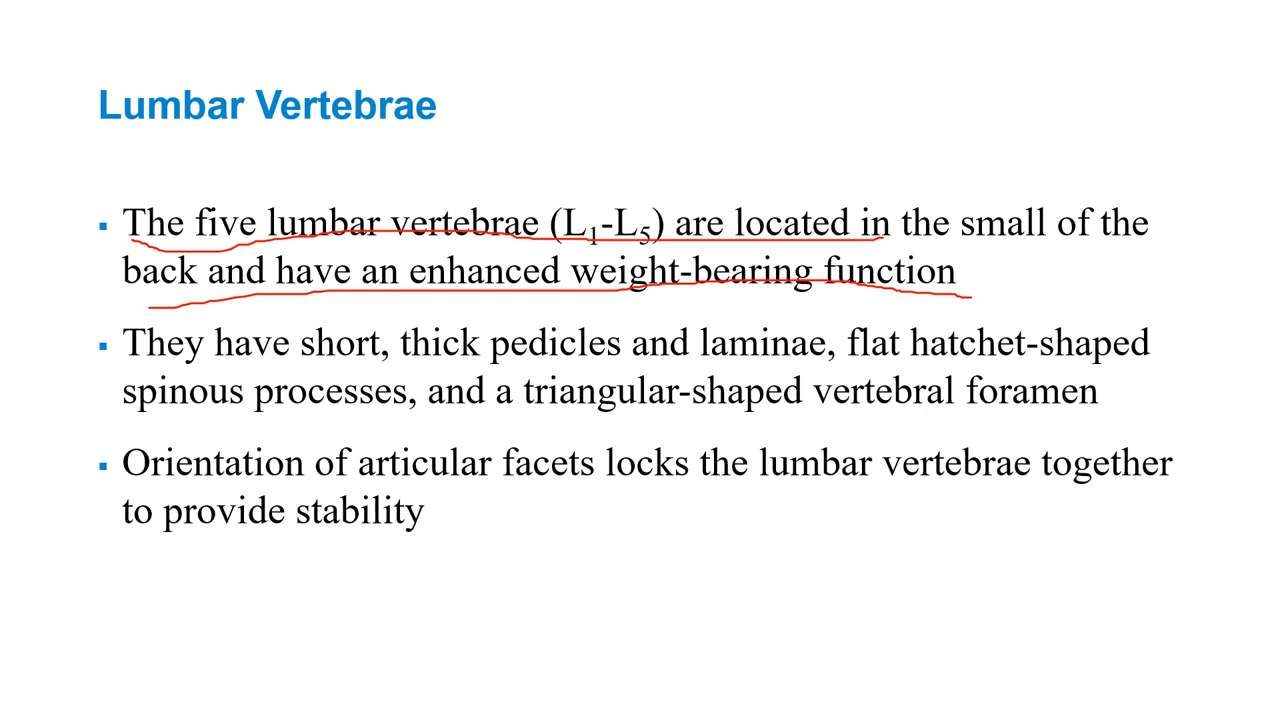 Lumbar Vertebrae
▪ The five lumbar vertebrae (L₁-L₅) are located in the small of the
back and have an enhanced weight-bearing function
▪ They have short, thick pedicles and laminae, flat hatchet-shaped
spinous processes, and a triangular-shaped vertebral foramen
▪ Orientation of articular facets locks the lumbar vertebrae together
to provide stability